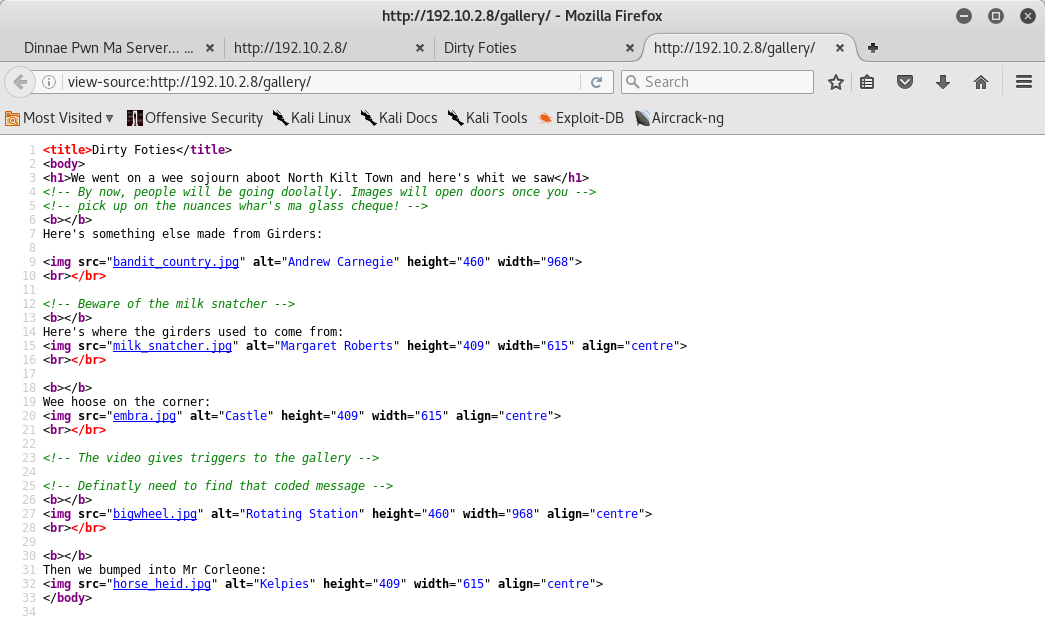 http://192.10.2.8/gallery/ - Mozilla Firefox
Dinnae Pwn Ma Server... ... × http://192.10.2.8/ × Dirty Foties × http://192.10.2.8/gallery/ ×
view-source:http://192.10.2.8/gallery/ Search
Most Visited Offensive Security Kali Linux Kali Docs Kali Tools Exploit-DB Aircrack-ng
1 <title>Dirty Foties</title>
2 <body>
3 <h1>We went on a wee sojourn aboot North Kilt Town and here's whit we saw</h1>
4 <!-- By now, people will be going doolally. Images will open doors once you -->
5 <!-- pick up on the nuances whar's ma glass cheque! -->
6 <b></b>
7 Here's something else made from Girders:
8
9 <img src="bandit_country.jpg" alt="Andrew Carnegie" height="460" width="968">
10 <br></br>
11
12 <!-- Beware of the milk snatcher -->
13 <b></b>
14 Here's where the girders used to come from:
15 <img src="milk_snatcher.jpg" alt="Margaret Roberts" height="409" width="615" align="centre">
16 <br></br>
17
18 <b></b>
19 Wee hoose on the corner:
20 <img src="embra.jpg" alt="Castle" height="409" width="615" align="centre">
21 <br></br>
22
23 <!-- The video gives triggers to the gallery -->
24
25 <!-- Definatly need to find that coded message -->
26 <b></b>
27 <img src="bigwheel.jpg" alt="Rotating Station" height="460" width="968" align="centre">
28 <br></br>
29
30 <b></b>
31 Then we bumped into Mr Corleone:
32 <img src="horse_heid.jpg" alt="Kelpies" height="409" width="615" align="centre">
33 </body>
34